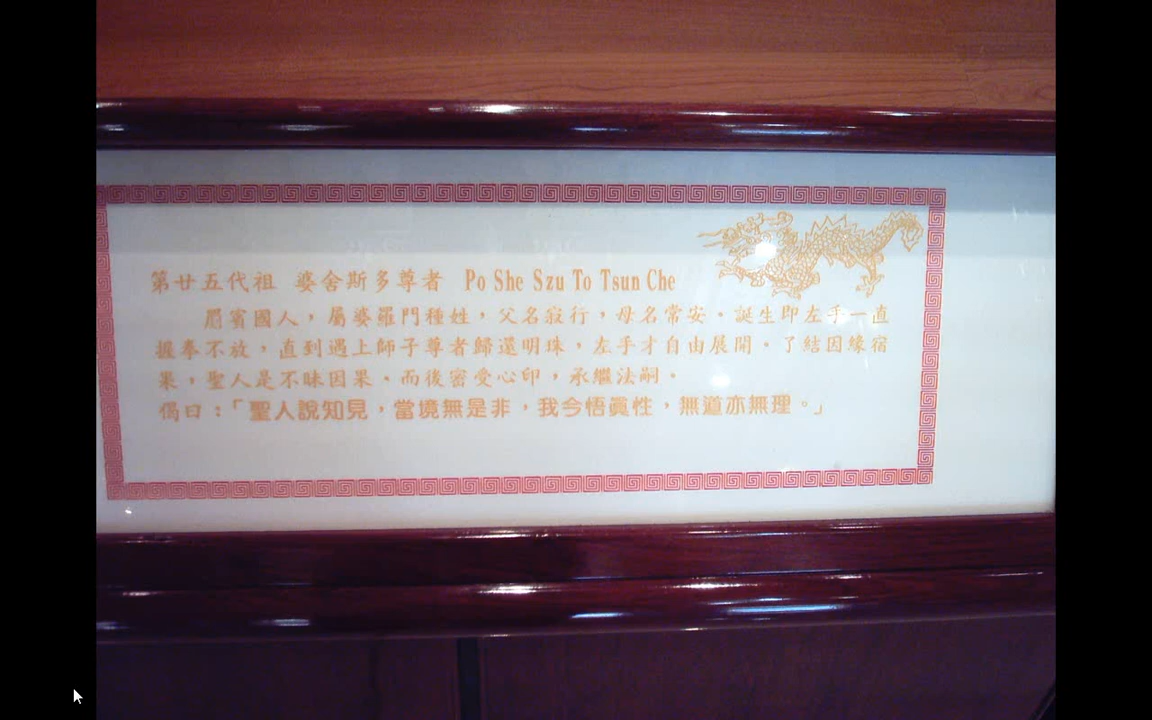 第廿五代祖 婆舍斯多尊者 Po She Szu To Tsun Che
罽賓國人，屬婆羅門種姓，父名寂行，母名常安。誕生即左手一直
握拳不放，直到遇上師子尊者歸還明珠，左手才自由展開。了結因緣宿
果，聖人是不昧因果。而後密受心印，承繼法嗣。
偈曰：「聖人說知見，當境無是非，我今悟眞性，無道亦無理。」